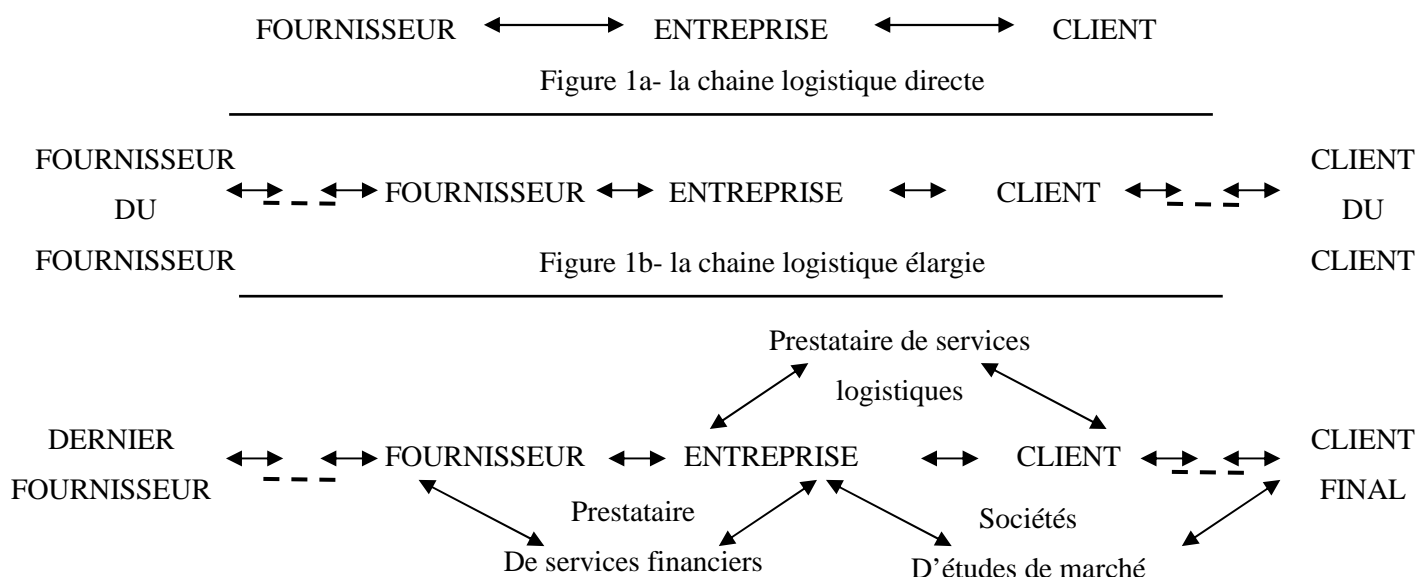 FOURNISSEUR ENTREPRISE CLIENT
Figure 1a- la chaine logistique directe
FOURNISSEUR
DU
FOURNISSEUR
FOURNISSEUR ENTREPRISE CLIENT
CLIENT
DU
CLIENT
Figure 1b- la chaine logistique élargie
Prestataire de services
logistiques
DERNIER
FOURNISSEUR
FOURNISSEUR ENTREPRISE CLIENT
CLIENT
FINAL
Prestataire
De services financiers
Sociétés
D’études de marché